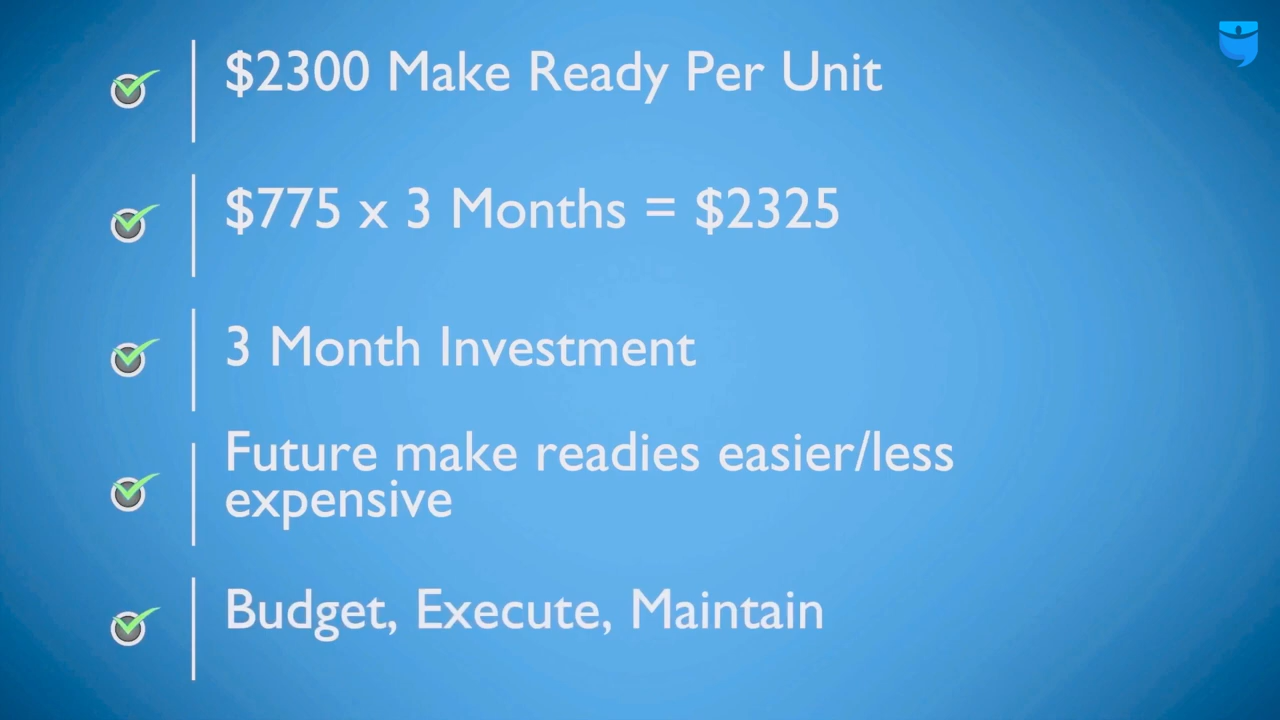 $2300 Make Ready Per Unit
$775 x 3 Months = $2325
3 Month Investment
Future make readies easier/less
expensive
Budget, Execute, Maintain